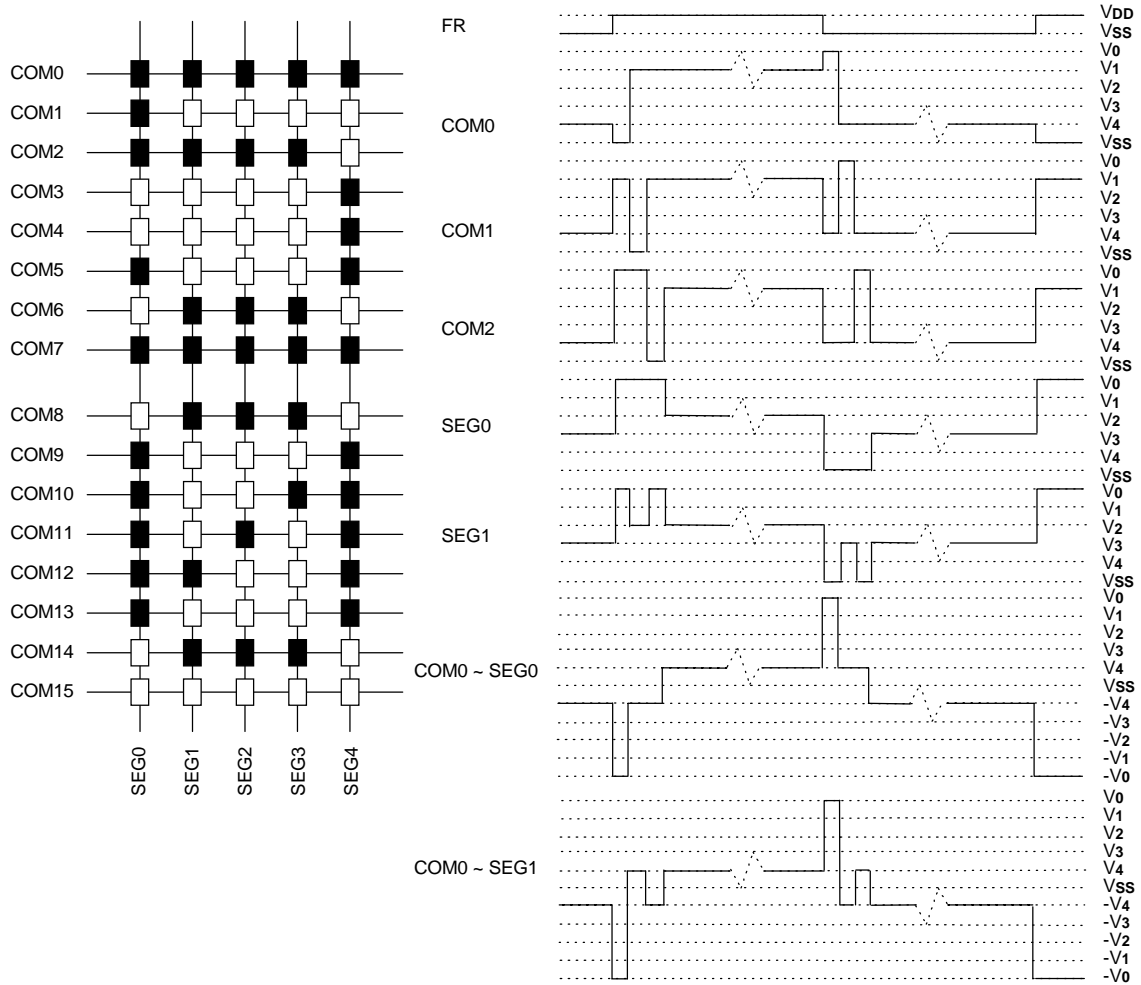 COM0
COM1
COM2
COM3
COM4
COM5
COM6
COM7
COM8
COM9
COM10
COM11
COM12
COM13
COM14
COM15
SEG0
SEG1
SEG2
SEG3
SEG4
FR
VDD
VSS
COM0
V0
V1
V2
V3
V4
VSS
COM1
V0
V1
V2
V3
V4
VSS
COM2
V0
V1
V2
V3
V4
VSS
SEG0
V0
V1
V2
V3
V4
VSS
SEG1
V0
V1
V2
V3
V4
VSS
COM0 ~ SEG0
V0
V1
V2
V3
V4
VSS
-V4
-V3
-V2
-V1
-V0
COM0 ~ SEG1
V0
V1
V2
V3
V4
VSS
-V4
-V3
-V2
-V1
-V0